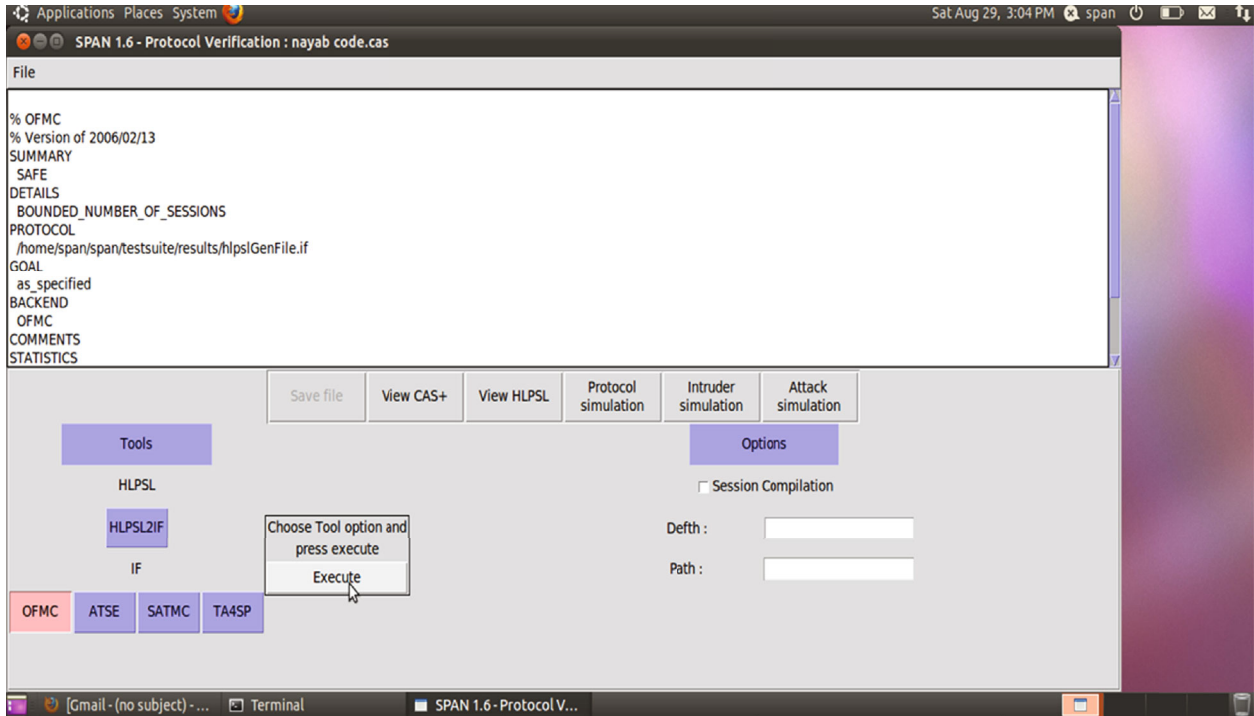 Applications Places System
Sat Aug 29, 3:04 PM span
SPAN 1.6 - Protocol Verification : nayab code.cas
File
% OFMC
% Version of 2006/02/13
SUMMARY
SAFE
DETAILS
BOUNDED_NUMBER_OF_SESSIONS
PROTOCOL
/home/span/span/testsuite/results/hlpslGenFile.if
GOAL
as_specified
BACKEND
OFMC
COMMENTS
STATISTICS
Save file
View CAS+
View HLPSL
Protocol
simulation
Intruder
simulation
Attack
simulation
Tools
Options
HLPSL
Session Compilation
HLPSL2IF
Choose Tool option and
press execute
Execute
Defth :
IF
Path :
OFMC
ATSE
SATMC
TA4SP
[Gmail - (no subject) - ...
Terminal
SPAN 1.6 - Protocol V...